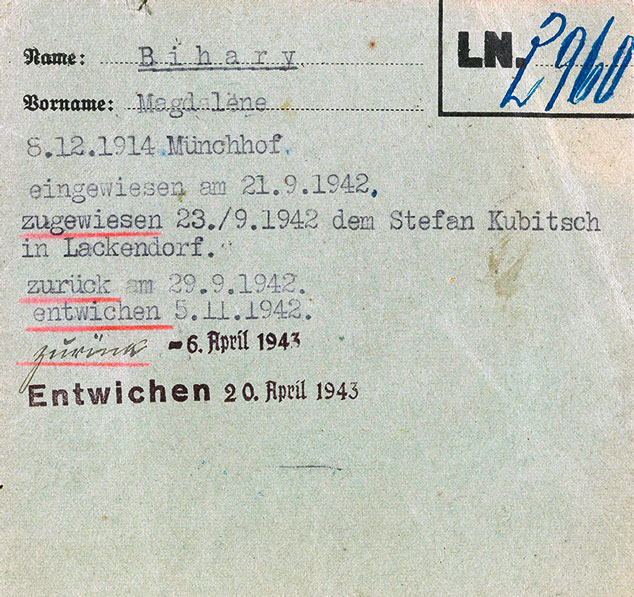 Name: Bihary
LN. L960
Vorname: Magdalene
8.12.1914 Münchhof.
eingewiesen am 21.9.1942.
zugewiesen 23./9.1942 dem Stefan Kubitsch
in Lackendorf.
zurück am 29.9.1942.
entwichen 5.11.1942.
zurück -6. April 1943
Entwichen 20. April 1943